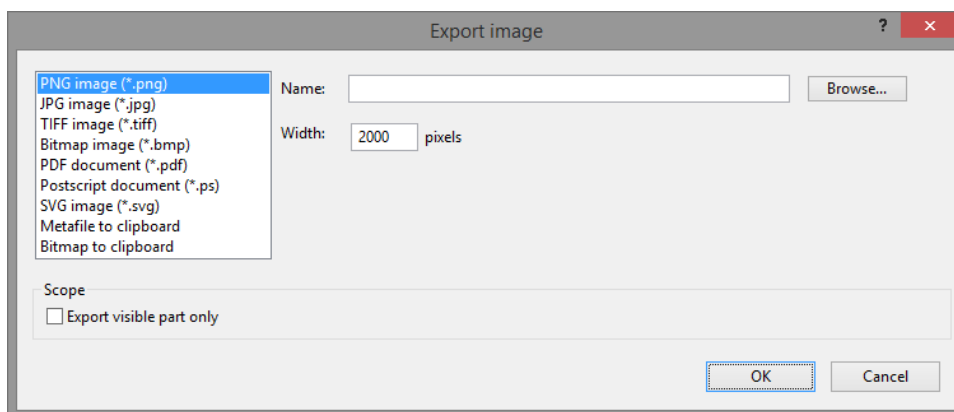 Export image
?
PNG image (*.png)
JPG image (*.jpg)
TIFF image (*.tiff)
Bitmap image (*.bmp)
PDF document (*.pdf)
Postscript document (*.ps)
SVG image (*.svg)
Metafile to clipboard
Bitmap to clipboard
Name:
Browse...
Width: 2000 pixels
Scope
Export visible part only
OK
Cancel